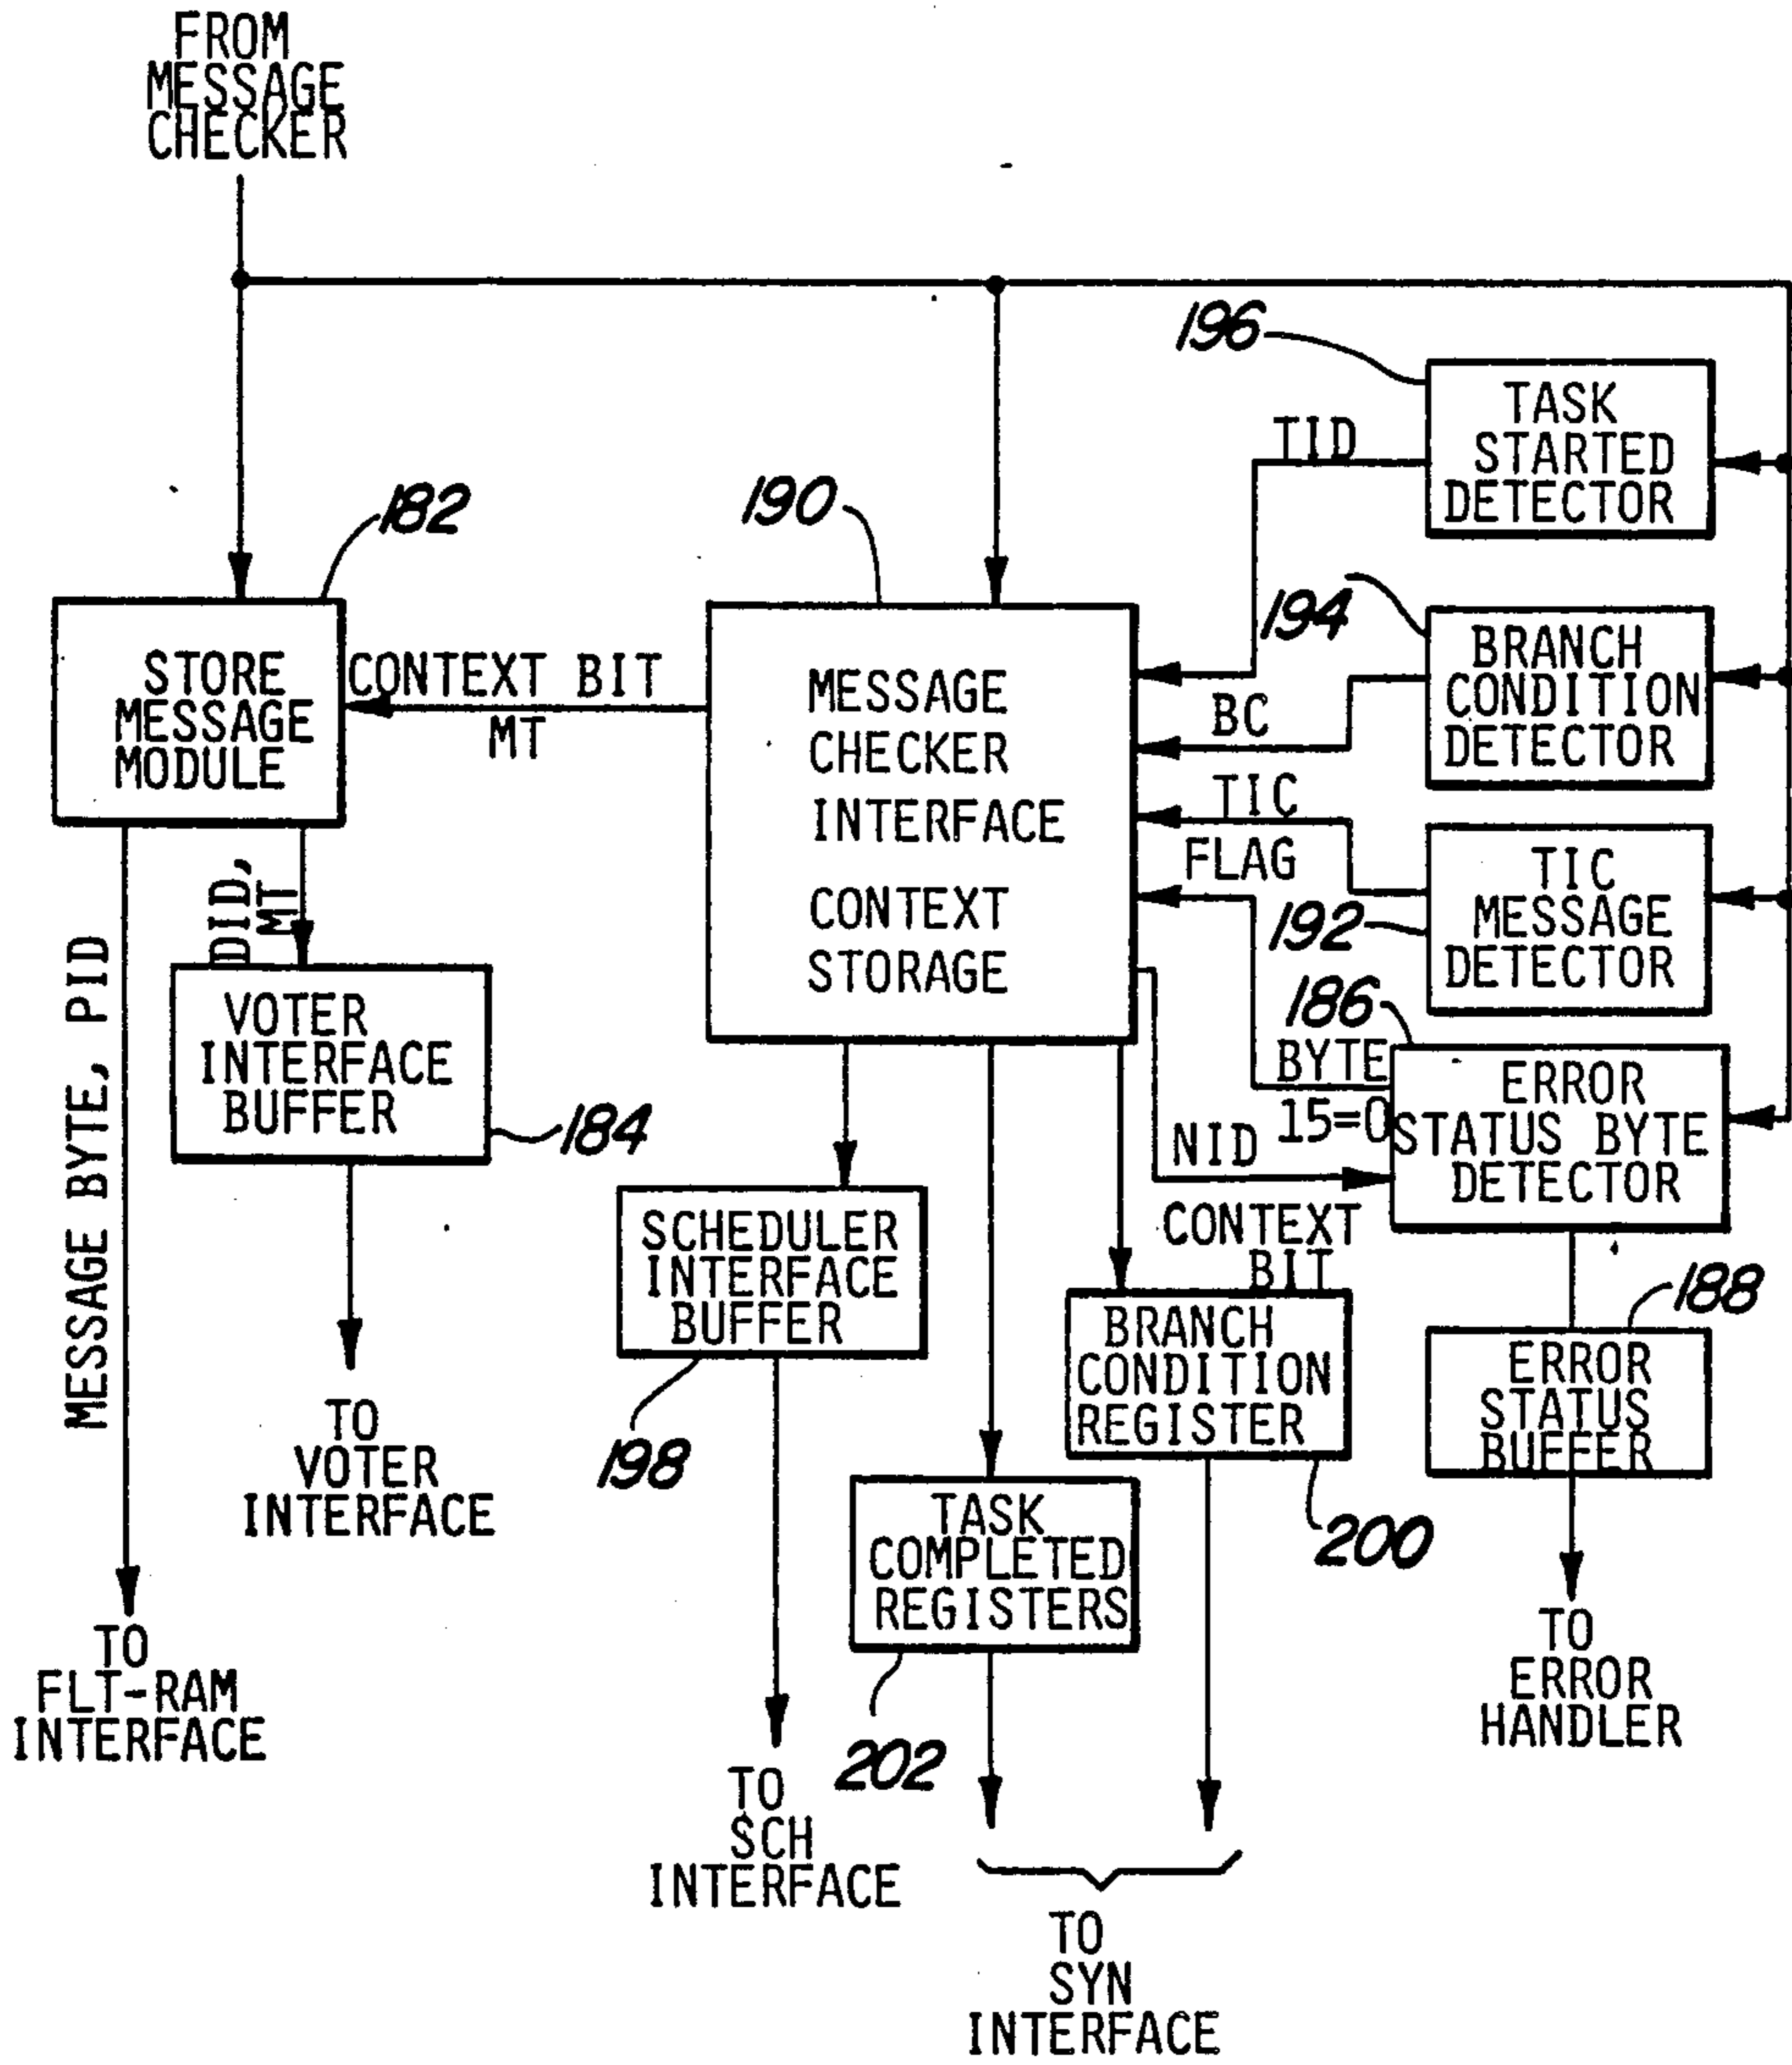 FROM
MESSAGE
CHECKER
196
TASK
STARTED
DETECTOR
TID
182
190
194
STORE
MESSAGE
MODULE
CONTEXT BIT
MT
MESSAGE
CHECKER
INTERFACE
CONTEXT
STORAGE
BRANCH
CONDITION
DETECTOR
BC
TIC
FLAG
TIC
MESSAGE
DETECTOR
192
DID,
MT
MESSAGE BYTE, PID
VOTER
INTERFACE
BUFFER
184
186
BYTE
15=0
ERROR
STATUS BYTE
DETECTOR
NID
CONTEXT
BIT
SCHEDULER
INTERFACE
BUFFER
198
BRANCH
CONDITION
REGISTER
200
188
ERROR
STATUS
BUFFER
TO
VOTER
INTERFACE
TASK
COMPLETED
REGISTERS
202
TO
FLT-RAM
INTERFACE
TO
ERROR
HANDLER
TO
SCH
INTERFACE
TO
SYN
INTERFACE